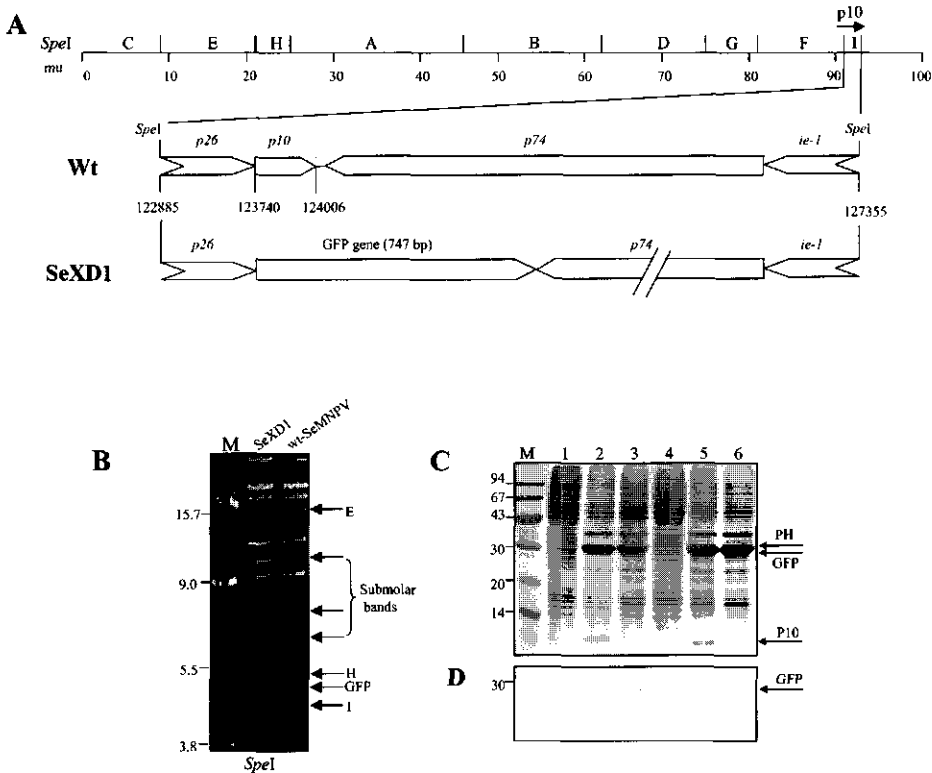 A
p10
SpeI C E H A B D G F I
mu
0 10 20 30 40 50 60 70 80 90 100
SpeI p26 p10 p74 ie-1 SpeI
Wt
122885 123740 124006 127355
p26 GFP gene (747 bp) p74 ie-1
SeXD1
B
M SeXD1 wt-SeMNPV
15.7 E
9.0
Submolar
bands
5.5 H
GFP
I
3.8
SpeI
C
M 1 2 3 4 5 6
94
67
43
PH
30
GFP
20
14
P10
D
30 GFP